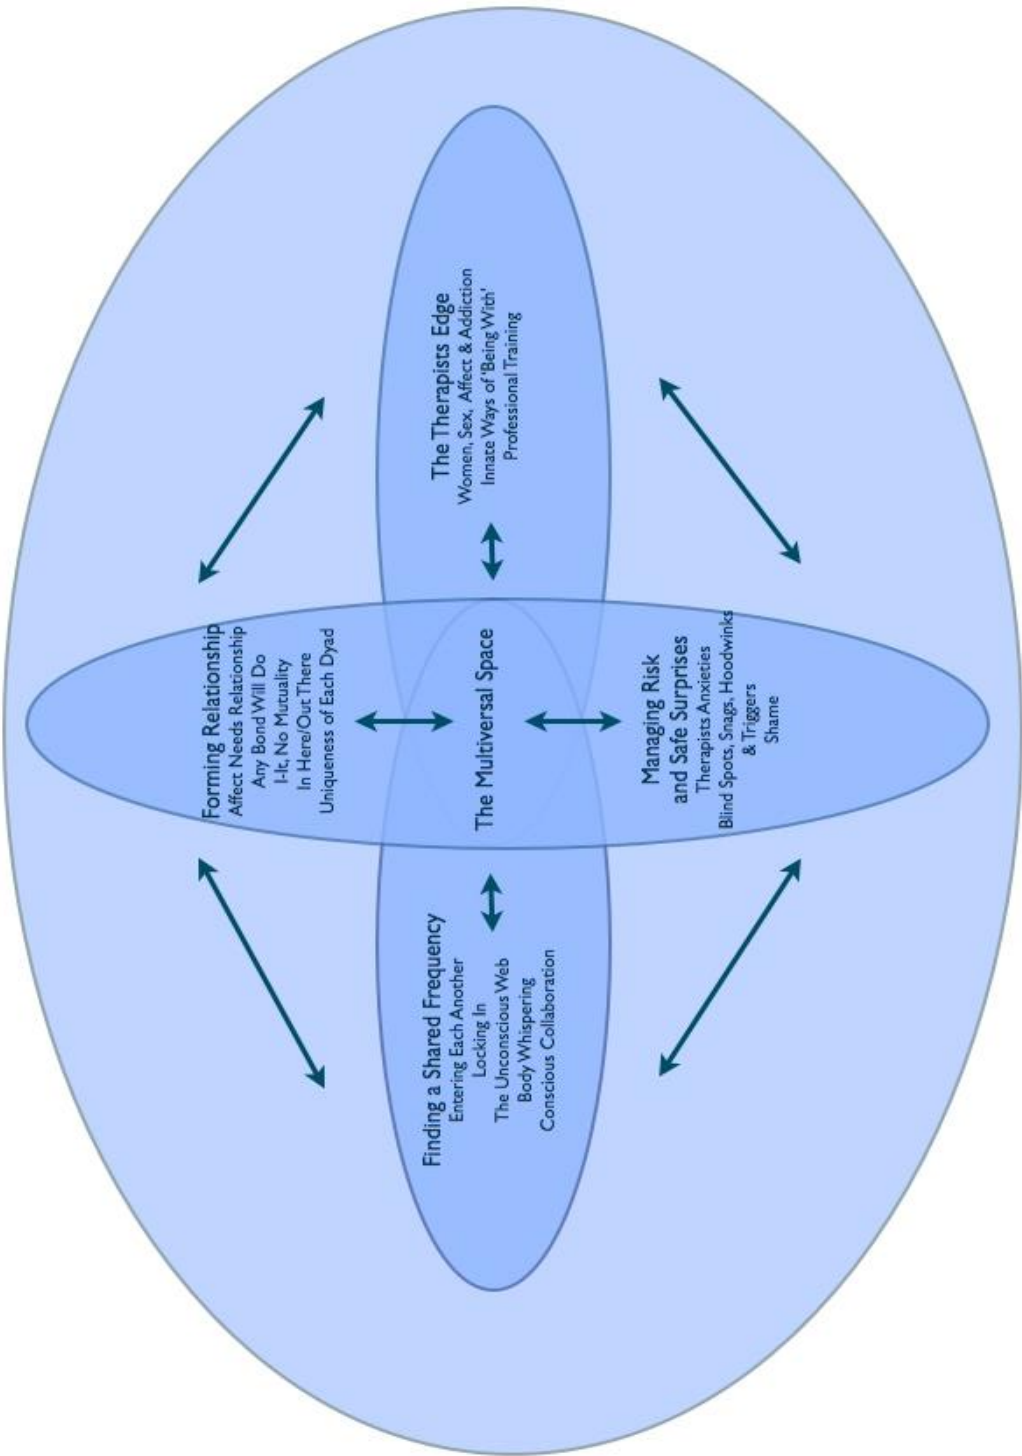 Forming Relationship
Affect Needs Relationship
Any Bond Will Do
I-It, No Mutuality
In Here/Out There
Uniqueness of Each Dyad
Finding a Shared Frequency
Entering Each Another
Locking In
The Unconscious Web
Body Whispering
Conscious Collaboration
The Multiversal Space
The Therapists Edge
Women, Sex, Affect & Addiction
Innate Ways of 'Being With'
Professional Training
Managing Risk
and Safe Surprises
Therapists Anxieties
Blind Spots, Snags, Hoodwinks
& Triggers
Shame